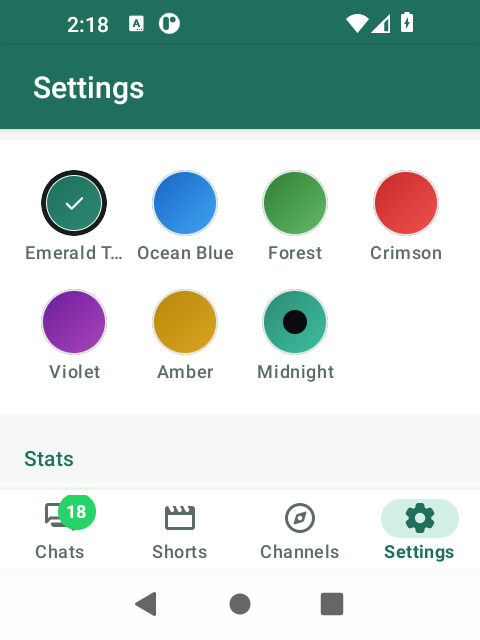 2:18
Settings
Emerald T...
Ocean Blue
Forest
Crimson
Violet
Amber
Midnight
Stats
18
Chats
Shorts
Channels
Settings